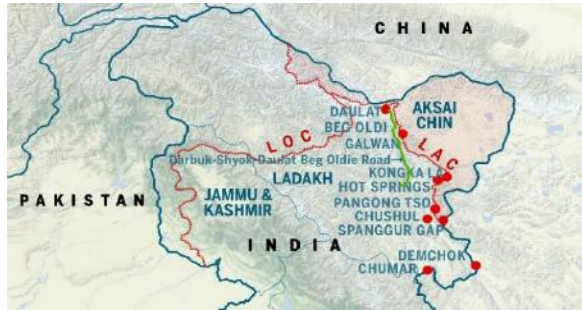 CHINA
DAULAT
BEG OLDI
AKSAI
CHIN
GALWAN
LOC
LAC
Darbuk-Shyok-Daulat Beg Oldie Road
KONGKA LA
LADAKH
HOT SPRINGS
JAMMU &
KASHMIR
PAKISTAN
PANGONG TSO
CHUSHUL
SPANGGUR GAP
INDIA
DEMCHOK
CHUMAR